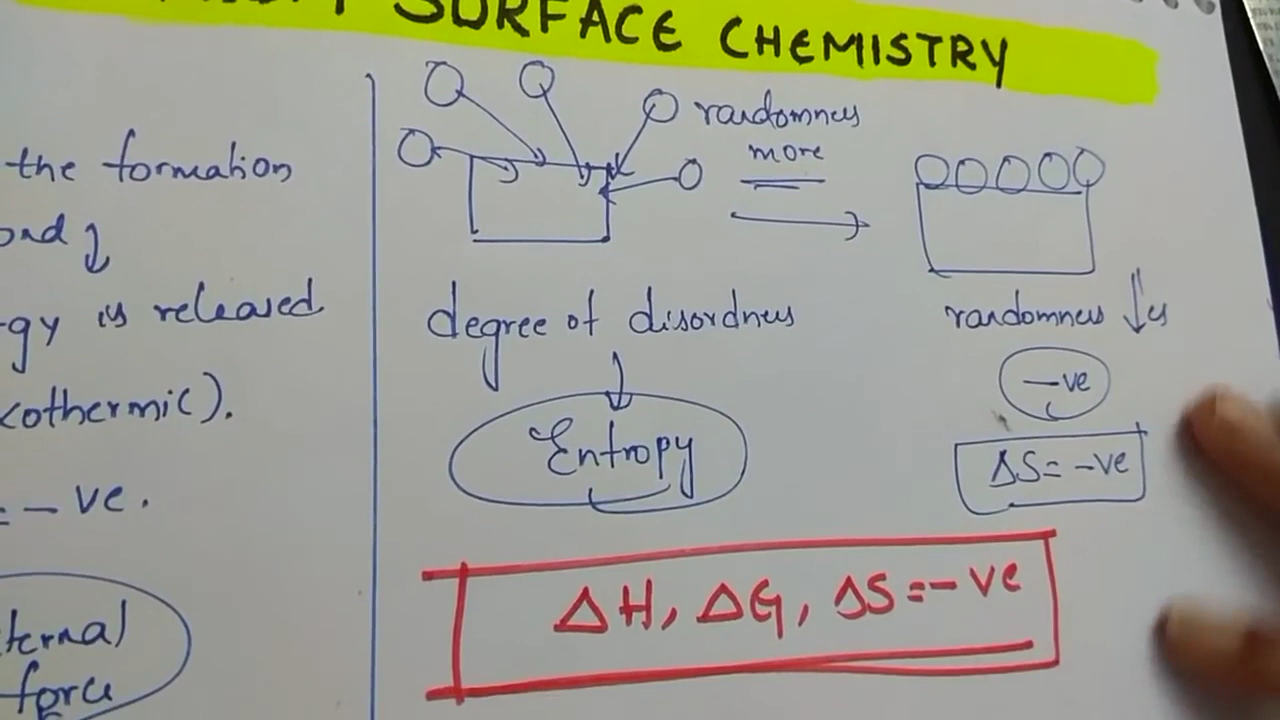 SURFACE CHEMISTRY
the formation
ond
gy is released
xothermic).
= - ve.
ternal
force
randomness
more
degree of disordness
Entropy
randomness ↓es
-ve
ΔS = -ve
ΔH, ΔG, ΔS = - ve